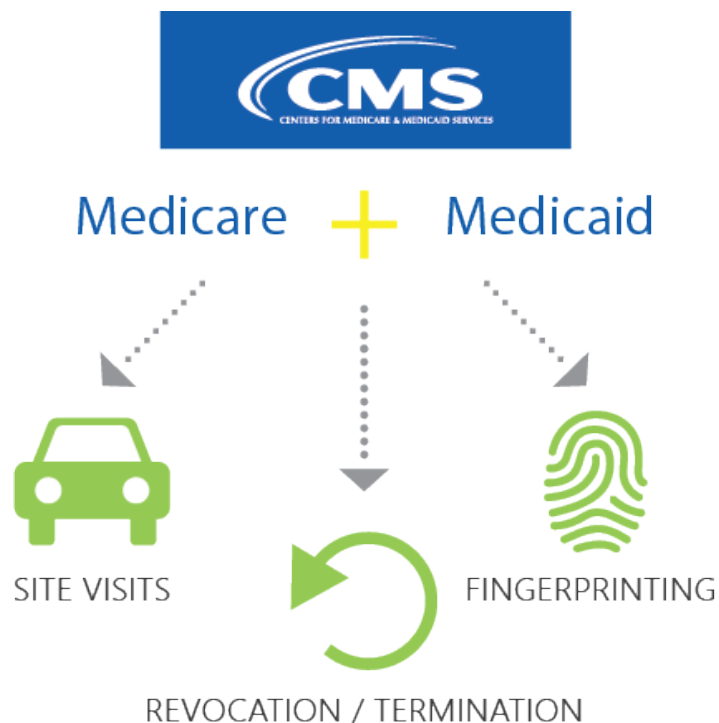 CMS
CENTERS FOR MEDICARE & MEDICAID SERVICES
Medicare + Medicaid
SITE VISITS
FINGERPRINTING
REVOCATION / TERMINATION